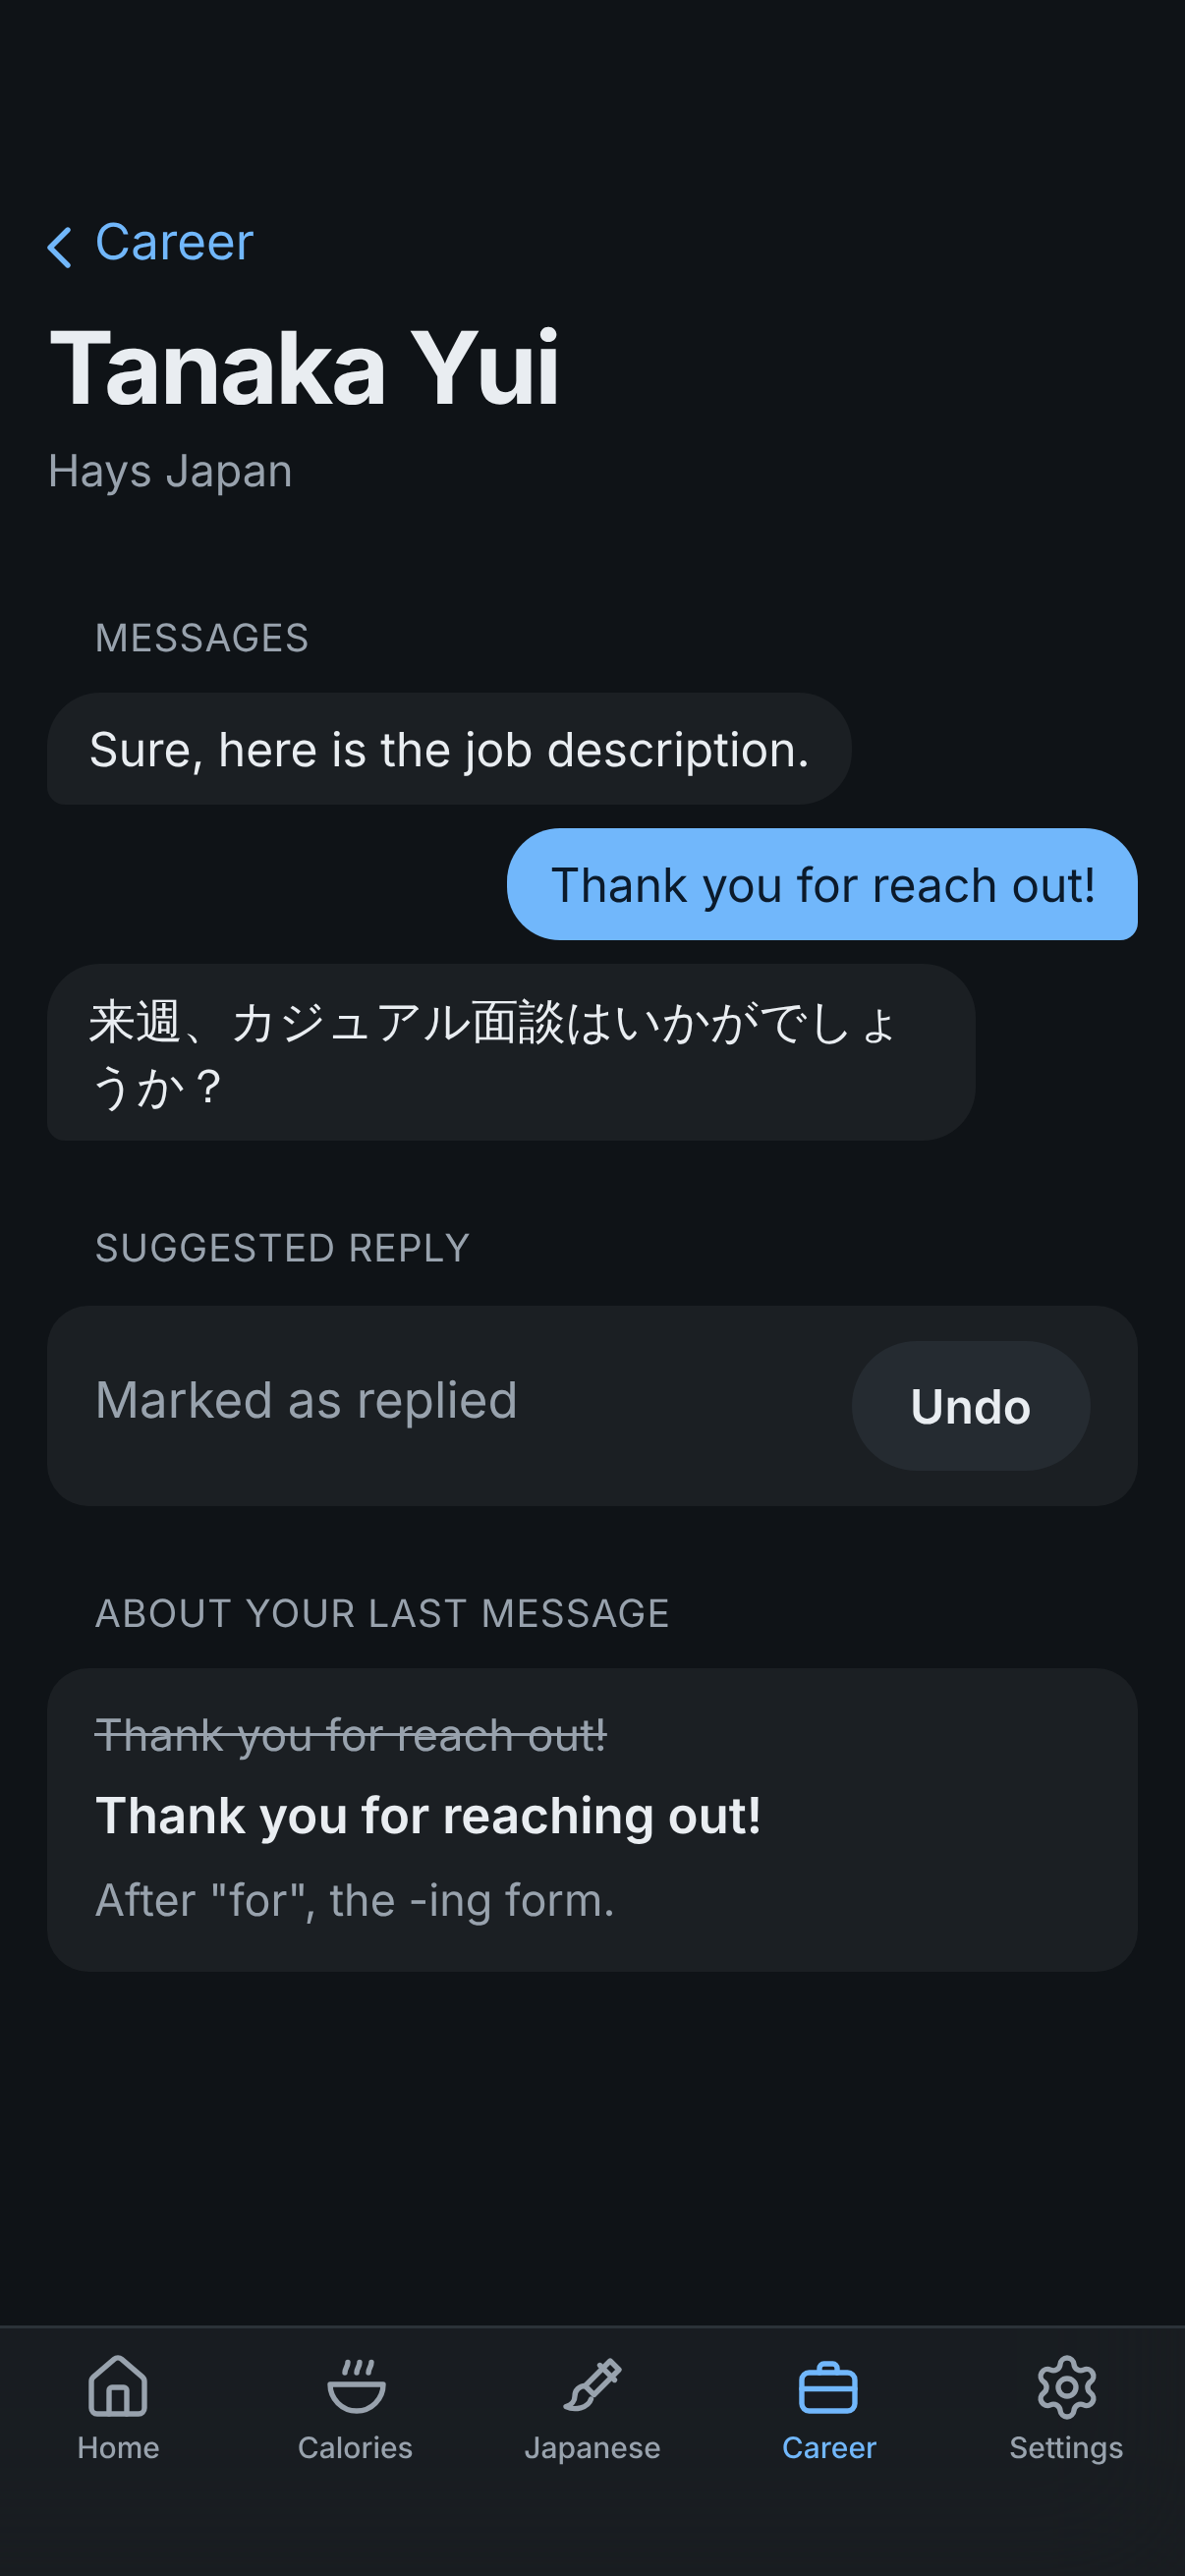 Career
Tanaka Yui
Hays Japan
MESSAGES
Sure, here is the job description.
Thank you for reach out!
来週、カジュアル面談はいかがでしょ
うか？
SUGGESTED REPLY
Marked as replied
Undo
ABOUT YOUR LAST MESSAGE
Thank you for reach out!
Thank you for reaching out!
After "for", the -ing form.
Home
Calories
Japanese
Career
Settings